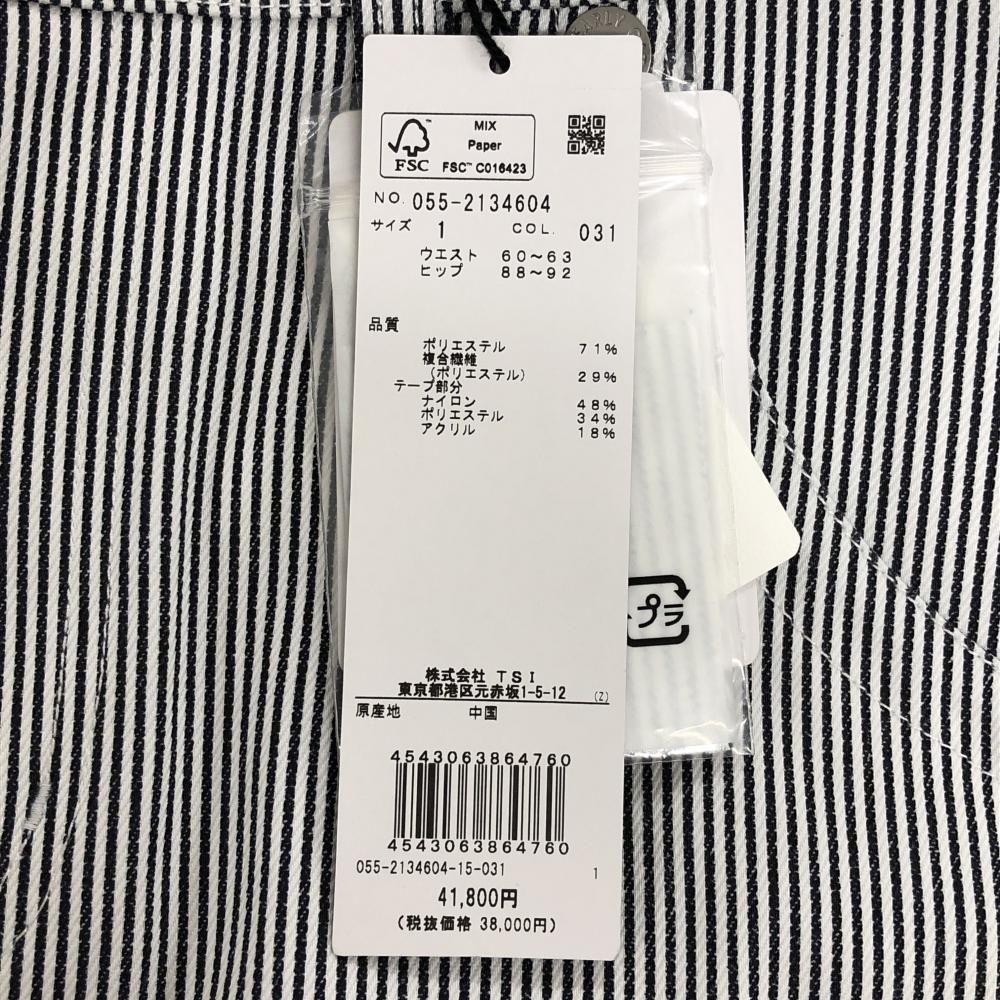 PEARLY G
MIX
Paper
FSC™ C016423
FSC™
NO. 055-2134604
サイズ 1 COL. 031
ウエスト 60〜63
ヒップ 88〜92
品質
ポリエステル 71%
複合繊維
(ポリエステル) 29%
テープ部分
ナイロン 48%
ポリエステル 34%
アクリル 18%
プラ
株式会社 TSI
東京都港区元赤坂1-5-12 (Z)
原産地 中国
4543063864760
4543063864760
055-2134604-15-031 1
41,800円
(税抜価格 38,000円)